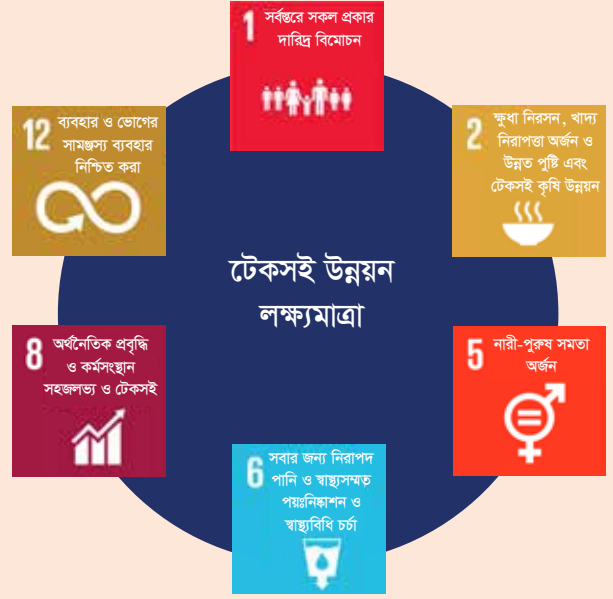 1 সর্বস্তরে সকল প্রকার
দারিদ্র বিমোচন
2 ক্ষুধা নিরসন, খাদ্য
নিরাপত্তা অর্জন ও
উন্নত পুষ্টি এবং
টেকসই কৃষি উন্নয়ন
12 ব্যবহার ও ভোগের
সামঞ্জস্য ব্যবহার
নিশ্চিত করা
টেকসই উন্নয়ন
লক্ষ্যমাত্রা
8 অর্থনৈতিক প্রবৃদ্ধি
ও কর্মসংস্থান
সহজলভ্য ও টেকসই
5 নারী-পুরুষ সমতা
অর্জন
6 সবার জন্য নিরাপদ
পানি ও স্বাস্থ্যসম্মত
পয়ঃনিষ্কাশন ও
স্বাস্থ্যবিধি চর্চা